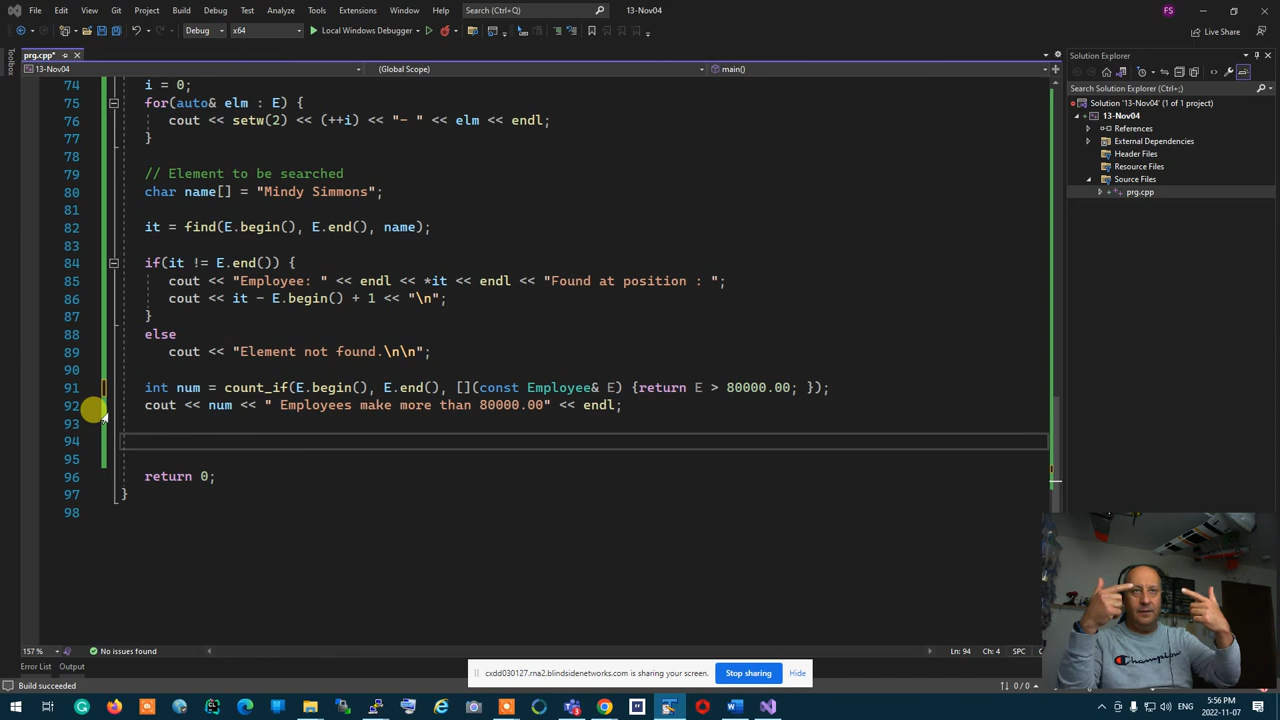 File Edit View Git Project Build Debug Test Analyze Tools Extensions Window Help Search (Ctrl+Q) 13-Nov04 FS
Debug x64 Local Windows Debugger Live Share
prg.cpp*
13-Nov04 (Global Scope) main()
Toolbox
74 i = 0;
75 for(auto& elm : E) {
76 cout << setw(2) << (++i) << "- " << elm << endl;
77 }
78
79 // Element to be searched
80 char name[] = "Mindy Simmons";
81
82 it = find(E.begin(), E.end(), name);
83
84 if(it != E.end()) {
85 cout << "Employee: " << endl << *it << endl << "Found at position : ";
86 cout << it - E.begin() + 1 << "\n";
87 }
88 else
89 cout << "Element not found.\n\n";
90
91 int num = count_if(E.begin(), E.end(), [](const Employee& E) {return E > 80000.00; });
92 cout << num << " Employees make more than 80000.00" << endl;
93
94
95
96 return 0;
97 }
98
Solution Explorer
Search Solution Explorer (Ctrl+;)
Solution '13-Nov04' (1 of 1 project)
13-Nov04
References
External Dependencies
Header Files
Resource Files
Source Files
prg.cpp
Champion
157% No issues found Ln: 94 Ch: 4 SPC
Error List Output
cxdd030127.rna2.blindsidenetworks.com is sharing your screen. Stop sharing Hide
Build succeeded 0 / 0
5:56 PM
2022-11-07